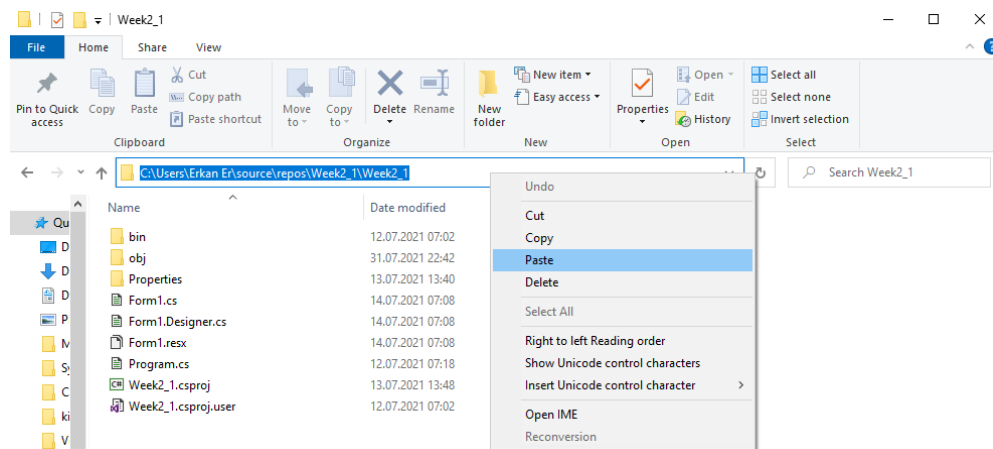 Week2_1
File Home Share View
Pin to Quick access
Copy
Paste
Cut
Copy path
Paste shortcut
Move to
Copy to
Delete
Rename
New folder
New item
Easy access
Properties
Open
Edit
History
Select all
Select none
Invert selection
Clipboard Organize New Open Select
C:\Users\Erkan Er\source\repos\Week2_1\Week2_1
Search Week2_1
Name Date modified
Qu
D
D
D
P
Sy
C
ki
V
bin 12.07.2021 07:02
obj 31.07.2021 22:42
Properties 13.07.2021 13:40
Form1.cs 14.07.2021 07:08
Form1.Designer.cs 14.07.2021 07:08
Form1.resx 14.07.2021 07:08
Program.cs 12.07.2021 07:18
Week2_1.csproj 13.07.2021 13:48
Week2_1.csproj.user 12.07.2021 07:02
Undo
Cut
Copy
Paste
Delete
Select All
Right to left Reading order
Show Unicode control characters
Insert Unicode control character
Open IME
Reconversion